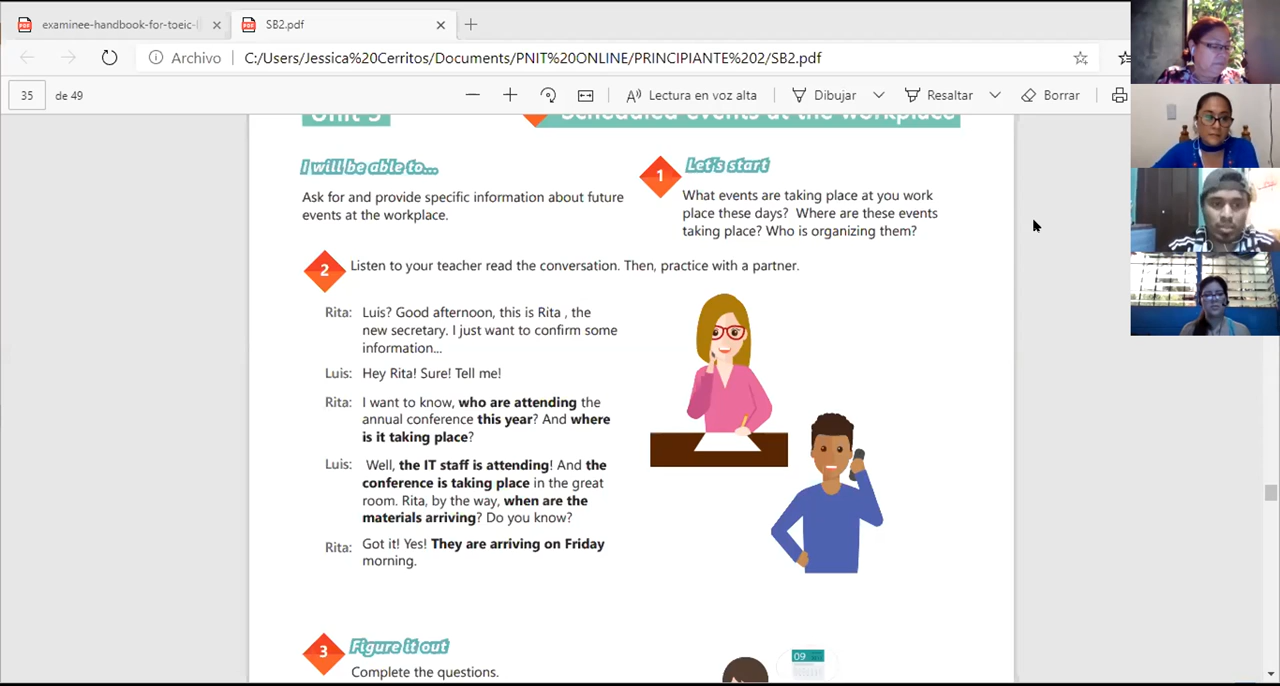 examinee-handbook-for-toeic-l
SB2.pdf
Archivo
C:/Users/Jessica%20Cerritos/Documents/PNIT%20ONLINE/PRINCIPIANTE%202/SB2.pdf
35
de 49
Lectura en voz alta
Dibujar
Resaltar
Borrar
Scheduled events at the workplace
I will be able to...
Ask for and provide specific information about future
events at the workplace.
1
Let's start
What events are taking place at you work
place these days? Where are these events
taking place? Who is organizing them?
2
Listen to your teacher read the conversation. Then, practice with a partner.
Rita: Luis? Good afternoon, this is Rita , the
new secretary. I just want to confirm some
information...
Luis: Hey Rita! Sure! Tell me!
Rita: I want to know, who are attending the
annual conference this year? And where
is it taking place?
Luis: Well, the IT staff is attending! And the
conference is taking place in the great
room. Rita, by the way, when are the
materials arriving? Do you know?
Rita: Got it! Yes! They are arriving on Friday
morning.
3
Figure it out
Complete the questions.
09